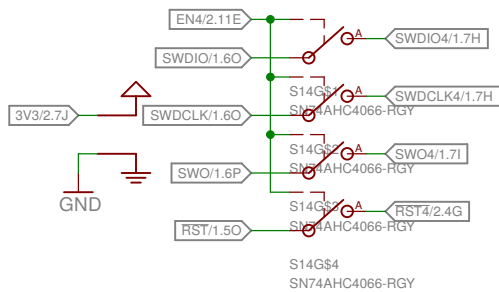 EN4/2.11E
A
SWDIO4/1.7H
SWDIO/1.6O
S14G$1
A
SWDCLK4/1.7H
3V3/2.7J
SWDCLK/1.6O
SN74AHC4066-RGY
S14G$2
A
SWO4/1.7I
SWO/1.6P
SN74AHC4066-RGY
GND
S14G$3
A
RST4/2.4G
RST/1.5O
SN74AHC4066-RGY
S14G$4
SN74AHC4066-RGY